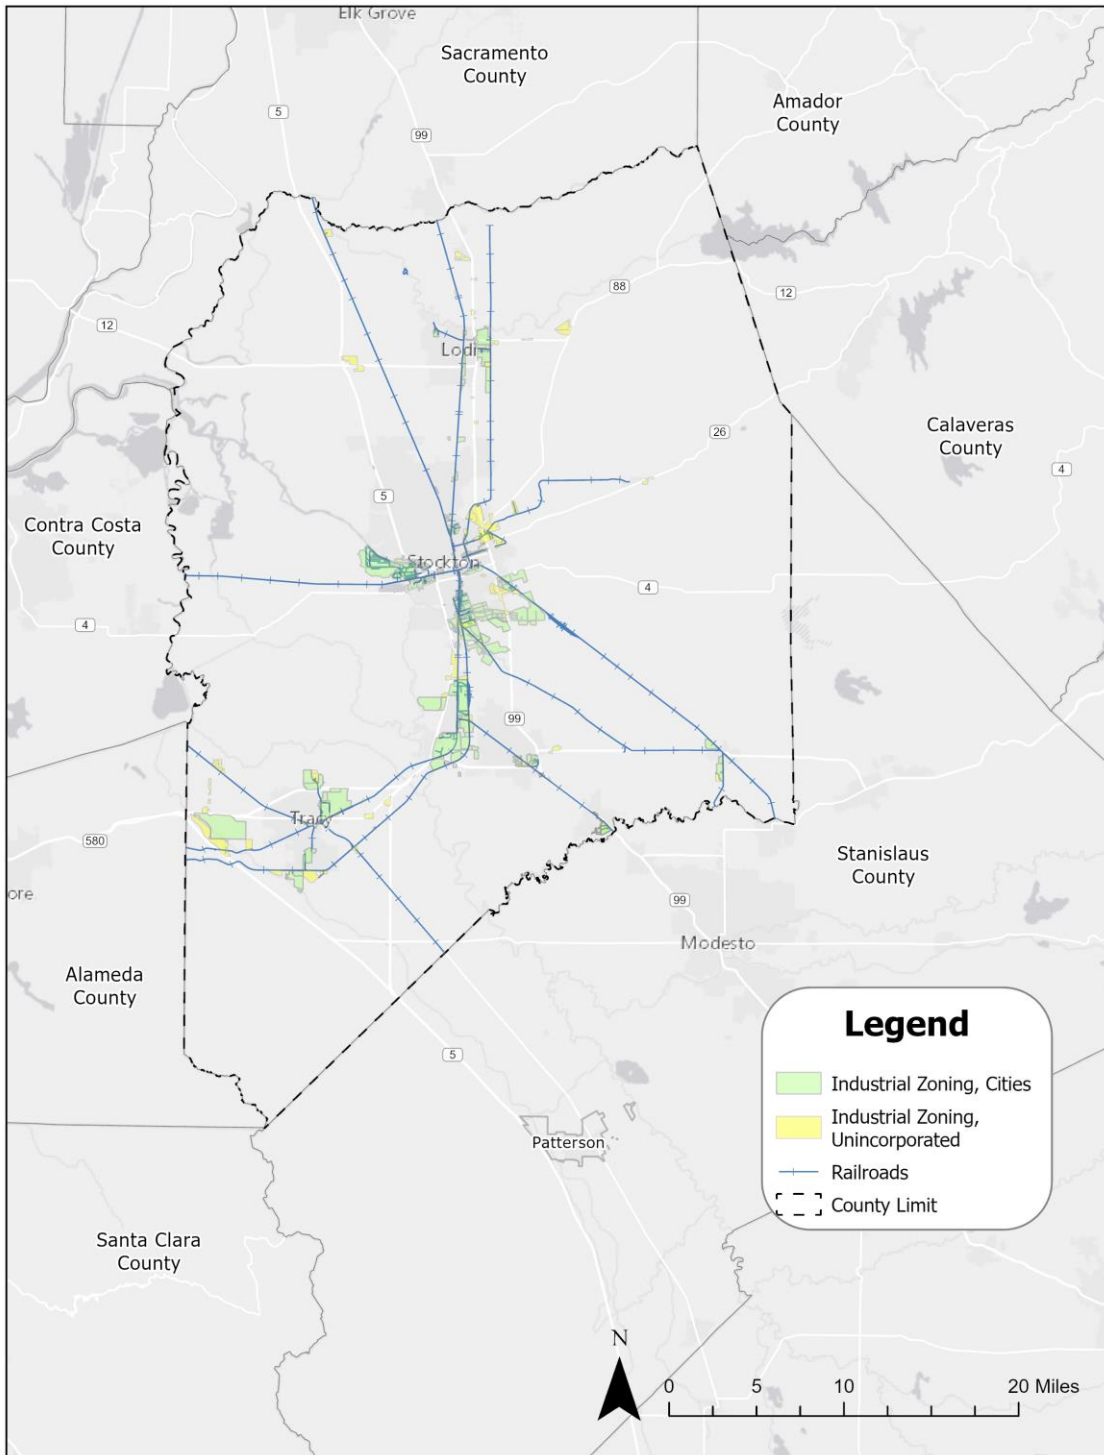 Elk Grove
Sacramento
County
Amador
County
5
99
88
12
12
Lodi
26
Calaveras
County
4
5
Contra Costa
County
Stockton
4
4
99
Tracy
580
Stanislaus
County
ore
99
Modesto
Alameda
County
5
Patterson
Santa Clara
County
Legend
Industrial Zoning, Cities
Industrial Zoning,
Unincorporated
Railroads
County Limit
N
0 5 10 20 Miles